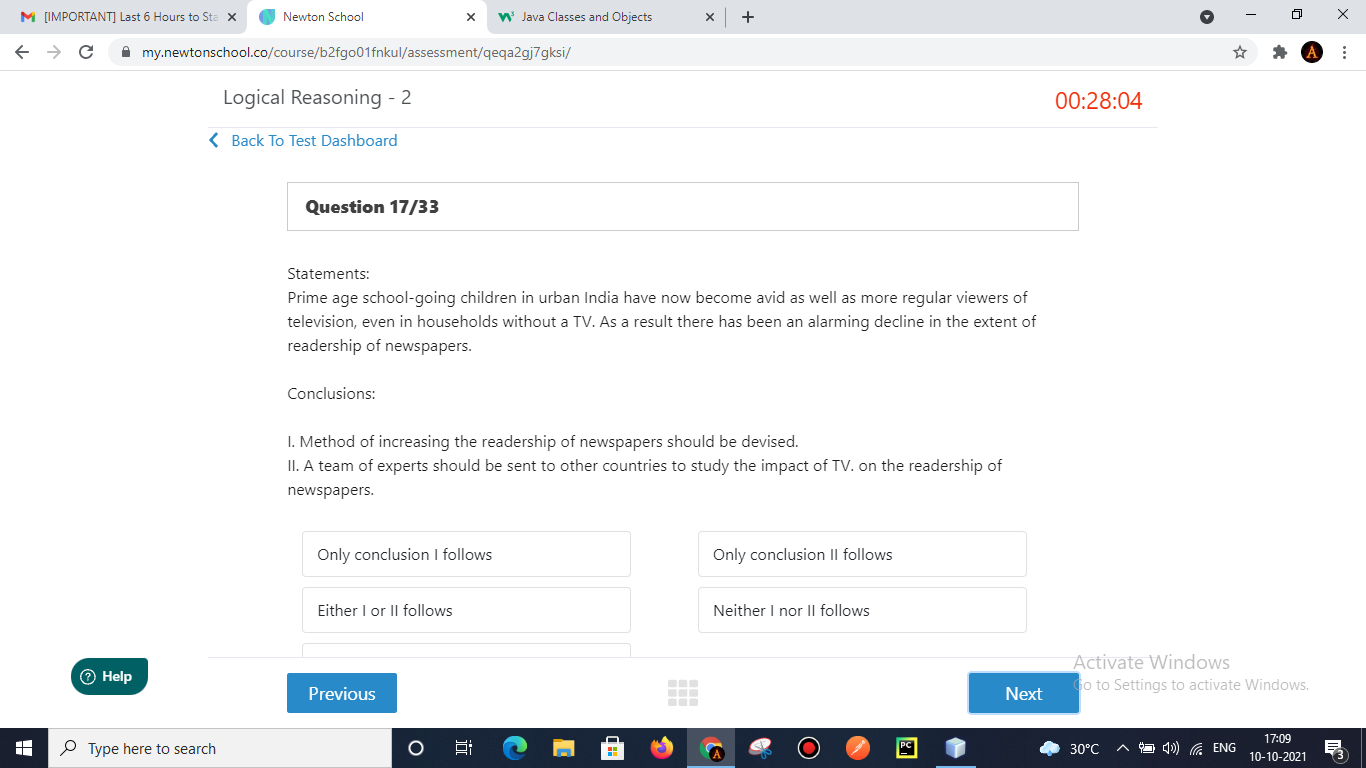 [IMPORTANT] Last 6 Hours to Sta
Newton School
Java Classes and Objects
my.newtonschool.co/course/b2fgo01fnkul/assessment/qeqa2gj7gksi/
A
Logical Reasoning - 2
00:28:04
Back To Test Dashboard
Question 17/33
Statements:
Prime age school-going children in urban India have now become avid as well as more regular viewers of
television, even in households without a TV. As a result there has been an alarming decline in the extent of
readership of newspapers.
Conclusions:
I. Method of increasing the readership of newspapers should be devised.
II. A team of experts should be sent to other countries to study the impact of TV. on the readership of
newspapers.
Only conclusion I follows
Only conclusion II follows
Either I or II follows
Neither I nor II follows
Help
Previous
Next
Activate Windows
Go to Settings to activate Windows.
Type here to search
A
PC
30°C
ENG
17:09
10-10-2021
3